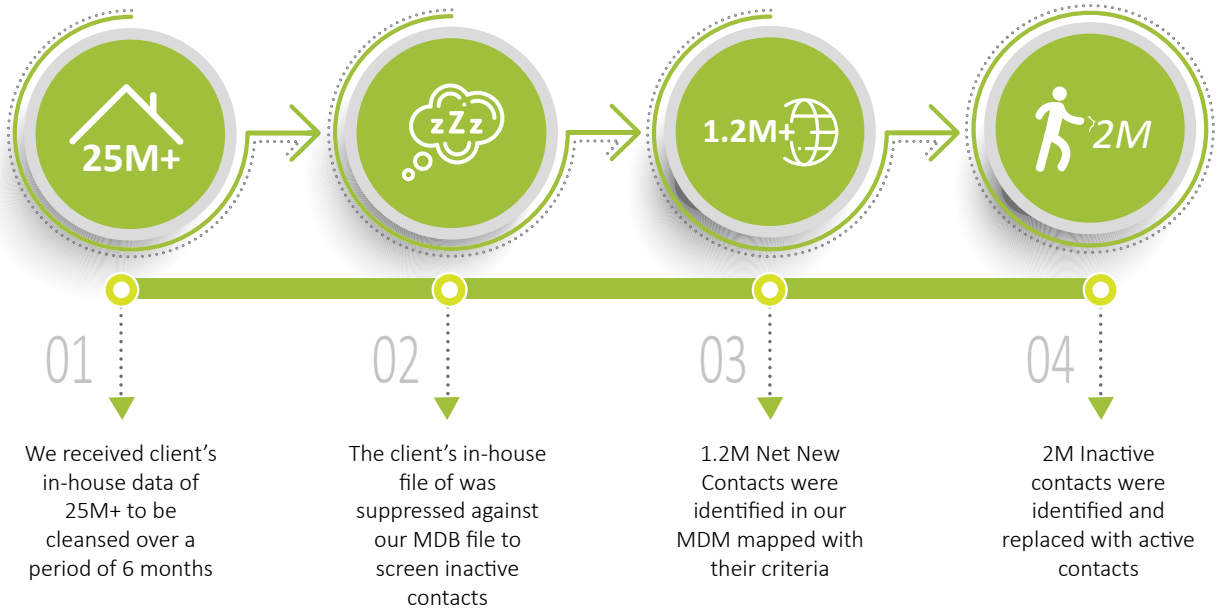 25M+
zZz
1.2M+
2M
01
We received client’s
in-house data of
25M+ to be
cleansed over a
period of 6 months
02
The client’s in-house
file of was
suppressed against
our MDB file to
screen inactive
contacts
03
1.2M Net New
Contacts were
identified in our
MDM mapped with
their criteria
04
2M Inactive
contacts were
identified and
replaced with active
contacts